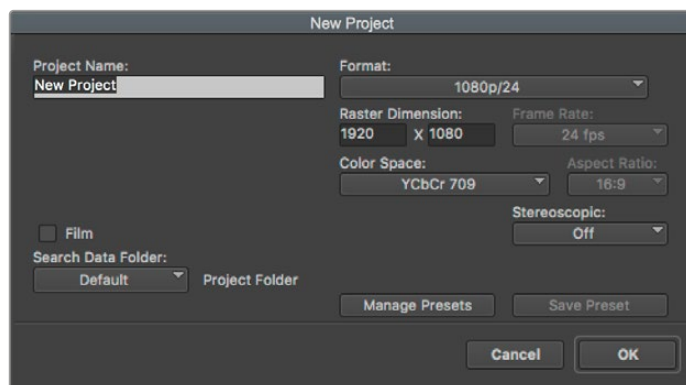 New Project
Project Name:
New Project
Format:
1080p/24
Raster Dimension:
1920 X 1080
Frame Rate:
24 fps
Color Space:
YCbCr 709
Aspect Ratio:
16:9
Stereoscopic:
Off
Film
Search Data Folder:
Default
Project Folder
Manage Presets
Save Preset
Cancel
OK